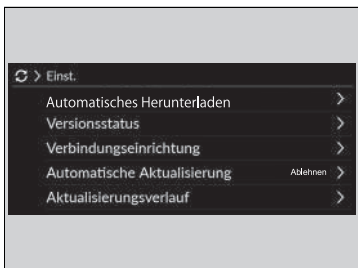 > Einst.
Automatisches Herunterladen >
Versionsstatus >
Verbindungseinrichtung >
Automatische Aktualisierung Ablehnen >
Aktualisierungsverlauf >